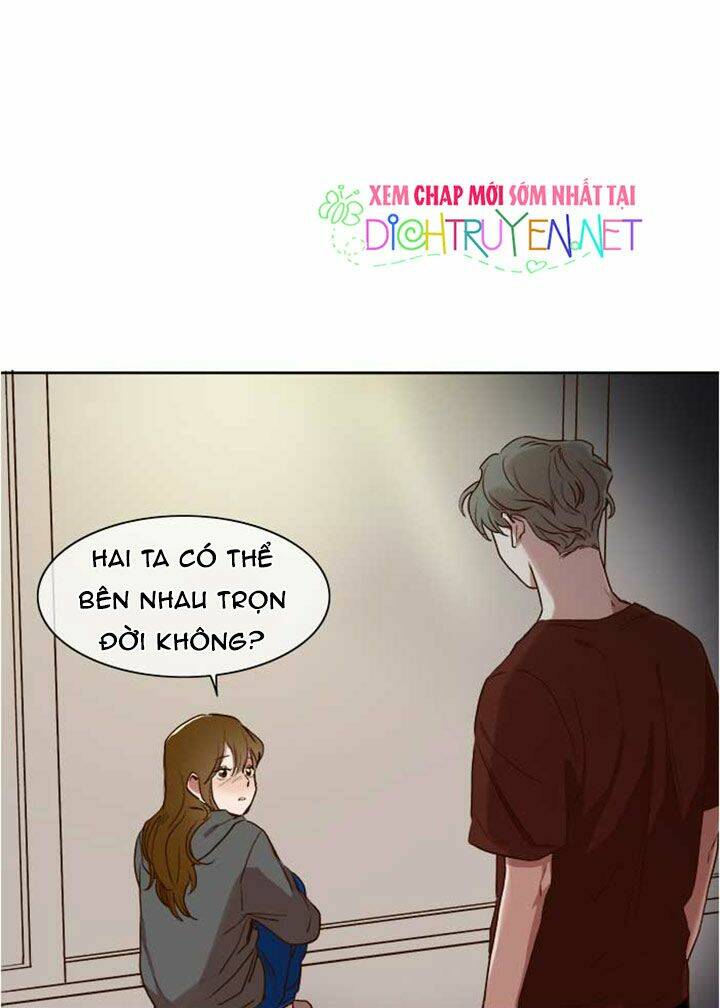 XEM CHAP MỚI SỚM NHẤT TẠI
DICHTRUYEN.NET
HAI TA CÓ THỂ
BÊN NHAU TRỌN
ĐỜI KHÔNG?